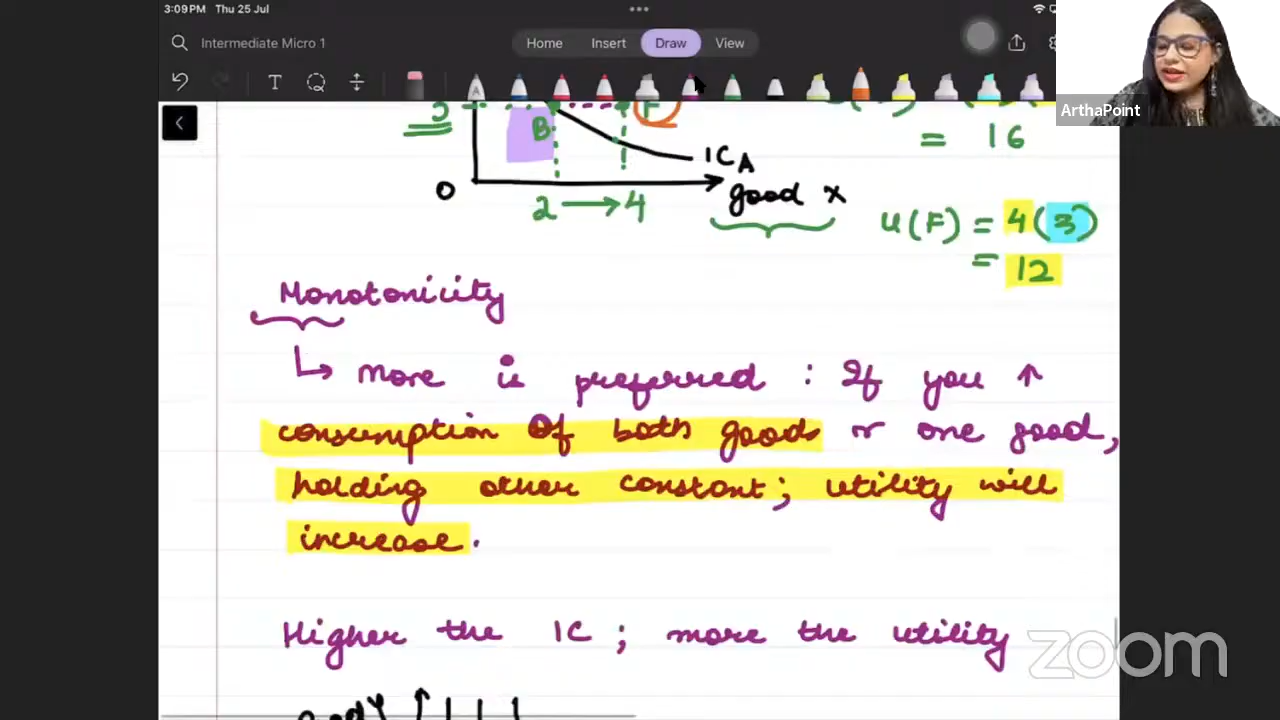 3:09 PM Thu 25 Jul
Intermediate Micro 1
Home Insert Draw View
T
A
ArthaPoint
B
F
= 16
IC A
O
good x
2 → 4
u(F) = 4(3)
= 12
Monotonicity
↳ more is preferred : If you ↑
consumption of both goods or one good,
holding other constant; utility will
increase.
Higher the IC ; more the utility
zoom
good y